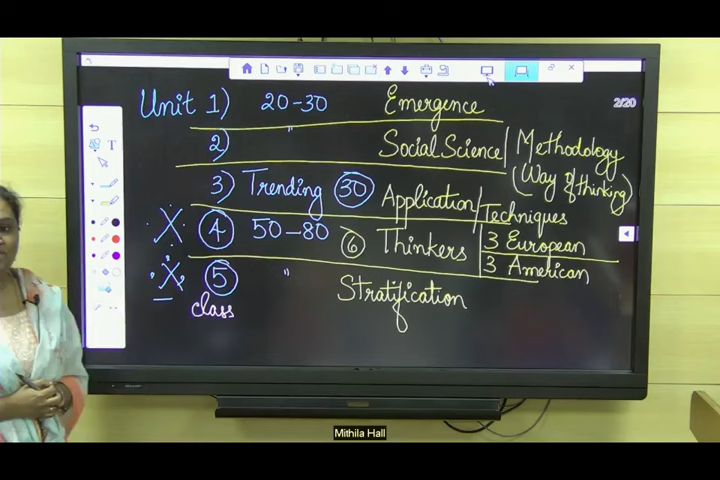 Unit 1) 20-30 Emergence
2) " Social Science | Methodology
(Way of thinking)
3) Trending 30 Application/Techniques
X 4 50-80 6 Thinkers 3 European
3 American
X 5 " Stratification
class
2/20
T
Mithila Hall